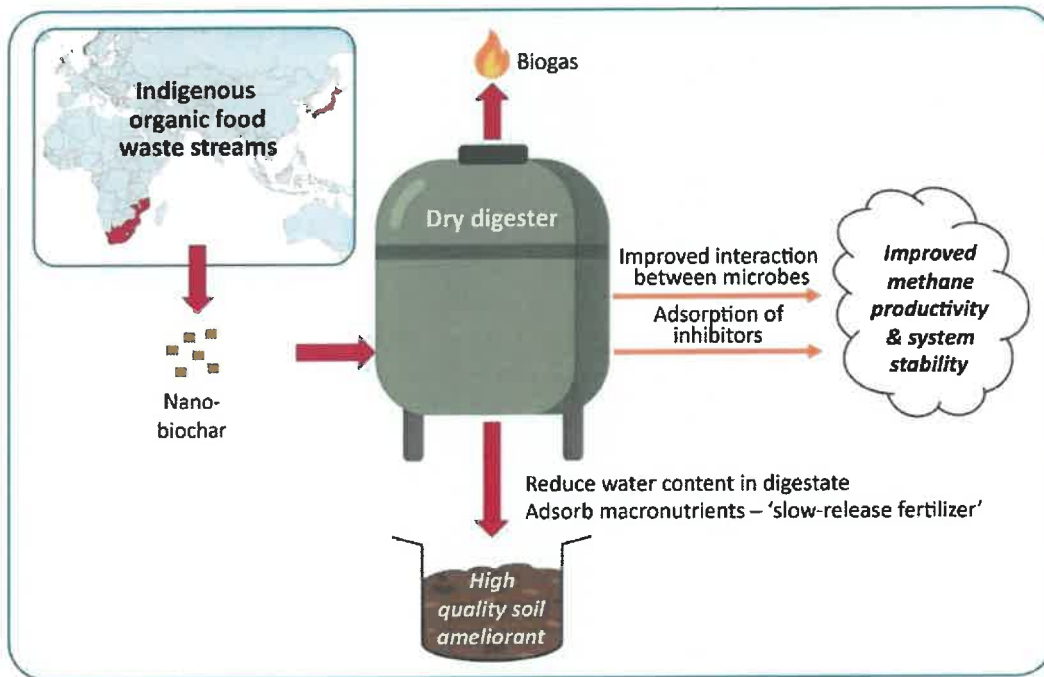 Indigenous
organic food
waste streams
Biogas
Dry digester
Improved interaction
between microbes
Adsorption of
inhibitors
Improved
methane
productivity
& system
stability
Nano-
biochar
Reduce water content in digestate
Adsorb macronutrients – ‘slow-release fertilizer’
High
quality soil
ameliorant